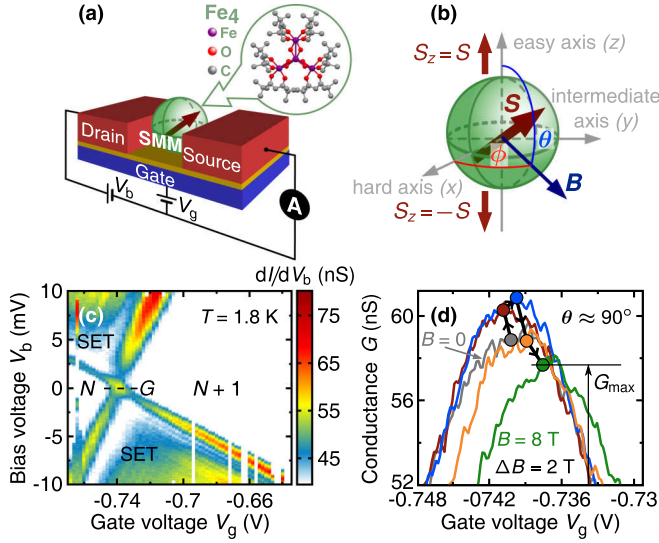 (a)
Fe4
Fe
O
C
Drain
SMM
Source
Gate
Vb
Vg
A
(b)
Sz = S
easy axis (z)
S
intermediate
axis (y)
θ
ϕ
hard axis (x)
B
Sz = −S
dI/dVb (nS)
10
5
0
-5
-10
Bias voltage Vb (mV)
(c)
T = 1.8 K
SET
N
G
N + 1
SET
-0.74
-0.7
-0.66
Gate voltage Vg (V)
75
65
55
45
(d)
θ ≈ 90°
B = 0
Gmax
B = 8 T
ΔB = 2 T
60
56
52
Conductance G (nS)
-0.748
-0.742
-0.736
-0.73
Gate voltage Vg (V)